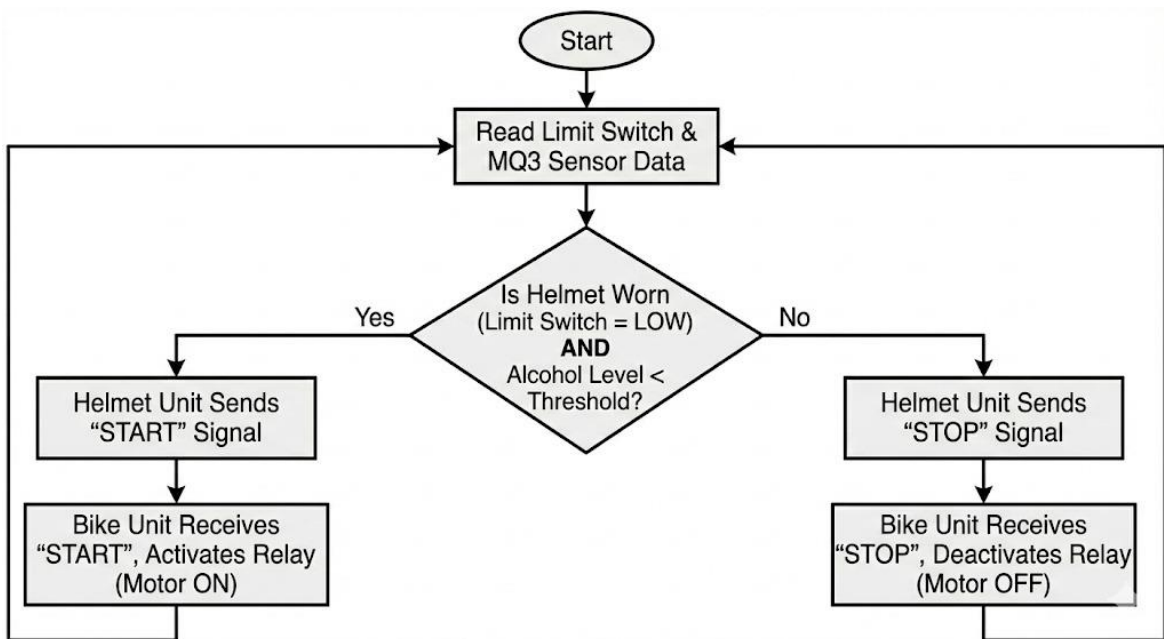 Start
Read Limit Switch &
MQ3 Sensor Data
Is Helmet Worn
(Limit Switch = LOW)
AND
Alcohol Level <
Threshold?
Yes
No
Helmet Unit Sends
“START” Signal
Helmet Unit Sends
“STOP” Signal
Bike Unit Receives
“START”, Activates Relay
(Motor ON)
Bike Unit Receives
“STOP”, Deactivates Relay
(Motor OFF)